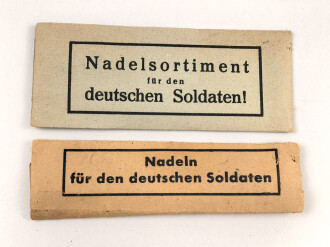 Nadelsortiment
für den
deutschen Soldaten!
Nadeln
für den deutschen Soldaten